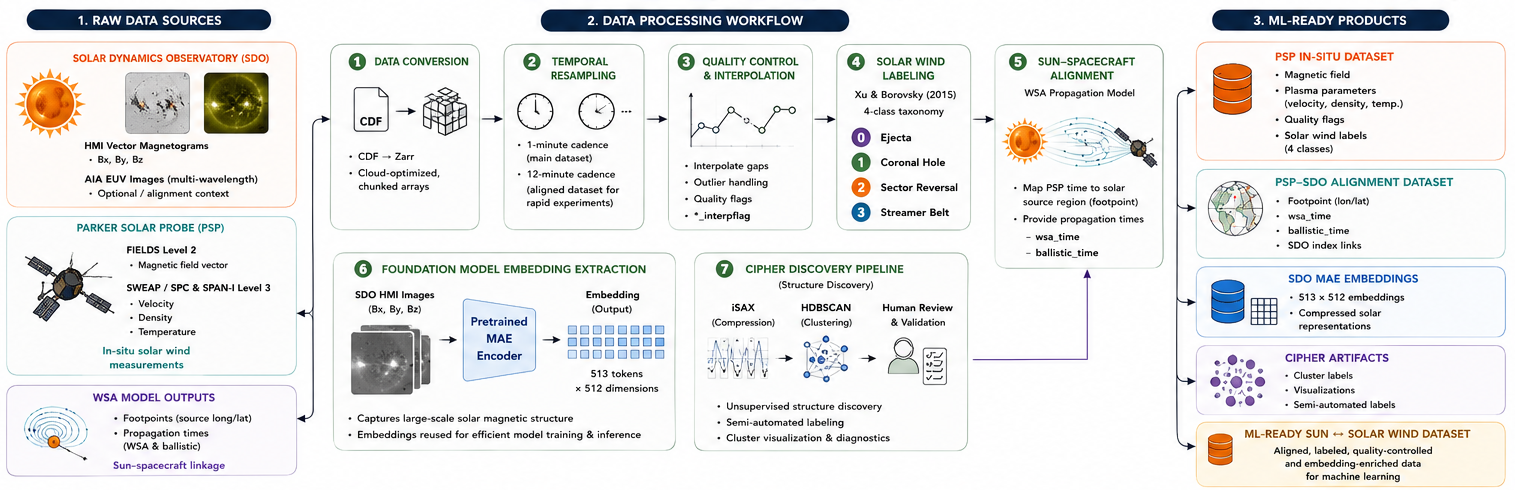 1. RAW DATA SOURCES
SOLAR DYNAMICS OBSERVATORY (SDO)
HMI Vector Magnetograms
• Bx, By, Bz
AIA EUV Images (multi-wavelength)
• Optional / alignment context
PARKER SOLAR PROBE (PSP)
FIELDS Level 2
• Magnetic field vector
SWEAP / SPC & SPAN-I Level 3
• Velocity
• Density
• Temperature
In-situ solar wind
measurements
WSA MODEL OUTPUTS
• Footpoints (source long/lat)
• Propagation times
(WSA & ballistic)
Sun–spacecraft linkage
2. DATA PROCESSING WORKFLOW
1 DATA CONVERSION
CDF
• CDF → Zarr
• Cloud-optimized,
chunked arrays
2 TEMPORAL
RESAMPLING
...
• 1-minute cadence
(main dataset)
• 12-minute cadence
(aligned dataset for
rapid experiments)
3 QUALITY CONTROL
& INTERPOLATION
• Interpolate gaps
• Outlier handling
• Quality flags
• *_interpflag
4 SOLAR WIND
LABELING
Xu & Borovsky (2015)
4-class taxonomy
0 Ejecta
1 Coronal Hole
2 Sector Reversal
3 Streamer Belt
5 SUN–SPACECRAFT
ALIGNMENT
WSA Propagation Model
• Map PSP time to solar
source region (footpoint)
• Provide propagation times
– wsa_time
– ballistic_time
6 FOUNDATION MODEL EMBEDDING EXTRACTION
SDO HMI Images
(Bx, By, Bz)
Pretrained
MAE
Encoder
Embedding
(Output)
513 tokens
× 512 dimensions
• Captures large-scale solar magnetic structure
• Embeddings reused for efficient model training & inference
7 CIPHER DISCOVERY PIPELINE
(Structure Discovery)
iSAX
(Compression)
HDBSCAN
(Clustering)
Human Review
& Validation
• Unsupervised structure discovery
• Semi-automated labeling
• Cluster visualization & diagnostics
3. ML-READY PRODUCTS
PSP IN-SITU DATASET
• Magnetic field
• Plasma parameters
(velocity, density, temp.)
• Quality flags
• Solar wind labels
(4 classes)
PSP–SDO ALIGNMENT DATASET
• Footpoint (lon/lat)
• wsa_time
• ballistic_time
• SDO index links
SDO MAE EMBEDDINGS
• 513 × 512 embeddings
• Compressed solar
representations
CIPHER ARTIFACTS
• Cluster labels
• Visualizations
• Semi-automated labels
ML-READY SUN ↔ SOLAR WIND DATASET
Aligned, labeled, quality-controlled
and embedding-enriched data
for machine learning